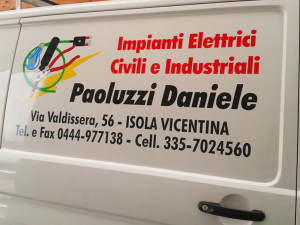 Impianti Elettrici
Civili e Industriali
Paoluzzi Daniele
Via Valdissera, 56 - ISOLA VICENTINA
Tel. e Fax 0444-977138 - Cell. 335-7024560